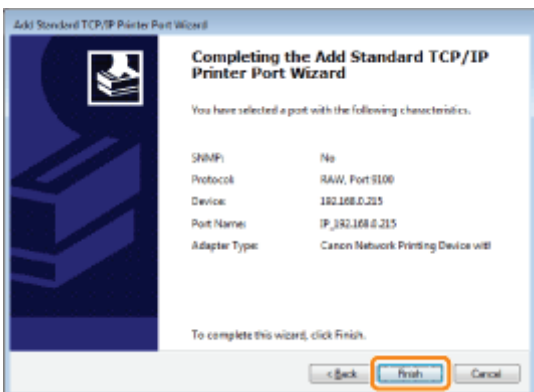 Add Standard TCP/IP Printer Port Wizard
Completing the Add Standard TCP/IP
Printer Port Wizard
You have selected a port with the following characteristics.
SNMP: No
Protocol: RAW, Port 9100
Device: 192.168.0.215
Port Name: IP_192.168.0.215
Adapter Type: Canon Network Printing Device with
To complete this wizard, click Finish.
< Back Finish Cancel